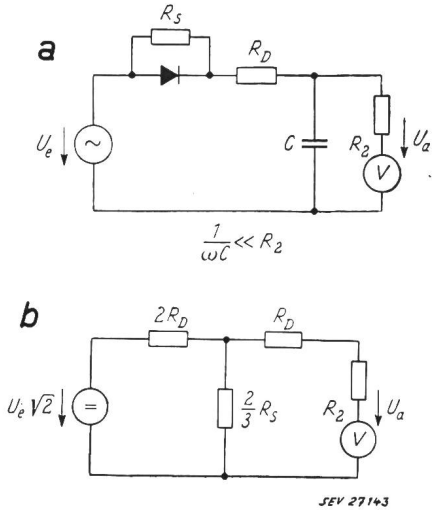 a
R_S
R_D
U_e
~
C
R_2
V
U_a
1/ωC << R_2
b
2R_D
R_D
U_e √2
=
2/3 R_S
R_2
V
U_a
SEV 27143